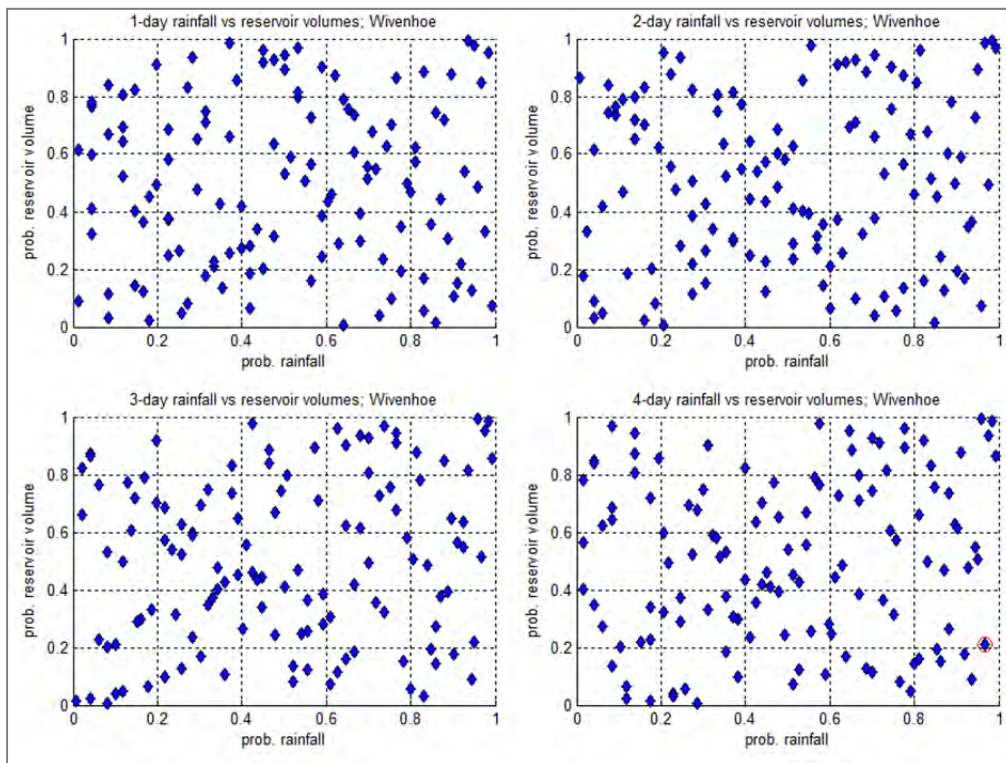 1-day rainfall vs reservoir volumes; Wivenhoe
1
0.8
0.6
0.4
0.2
0
prob. reservoir volume
0 0.2 0.4 0.6 0.8 1
prob. rainfall
2-day rainfall vs reservoir volumes; Wivenhoe
1
0.8
0.6
0.4
0.2
0
prob. reservoir volume
0 0.2 0.4 0.6 0.8 1
prob. rainfall
3-day rainfall vs reservoir volumes; Wivenhoe
1
0.8
0.6
0.4
0.2
0
prob. reservoir volume
0 0.2 0.4 0.6 0.8 1
prob. rainfall
4-day rainfall vs reservoir volumes; Wivenhoe
1
0.8
0.6
0.4
0.2
0
prob. reservoir volume
0 0.2 0.4 0.6 0.8 1
prob. rainfall